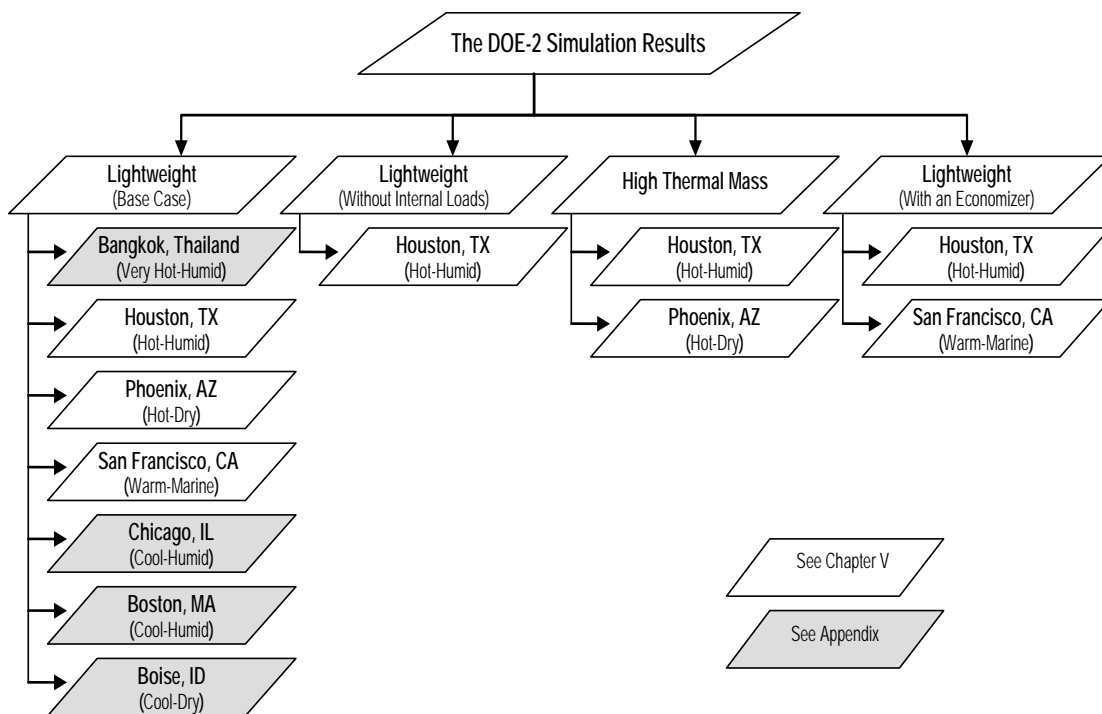 The DOE-2 Simulation Results
Lightweight
(Base Case)
Bangkok, Thailand
(Very Hot-Humid)
Houston, TX
(Hot-Humid)
Phoenix, AZ
(Hot-Dry)
San Francisco, CA
(Warm-Marine)
Chicago, IL
(Cool-Humid)
Boston, MA
(Cool-Humid)
Boise, ID
(Cool-Dry)
Lightweight
(Without Internal Loads)
Houston, TX
(Hot-Humid)
High Thermal Mass
Houston, TX
(Hot-Humid)
Phoenix, AZ
(Hot-Dry)
Lightweight
(With an Economizer)
Houston, TX
(Hot-Humid)
San Francisco, CA
(Warm-Marine)
See Chapter V
See Appendix